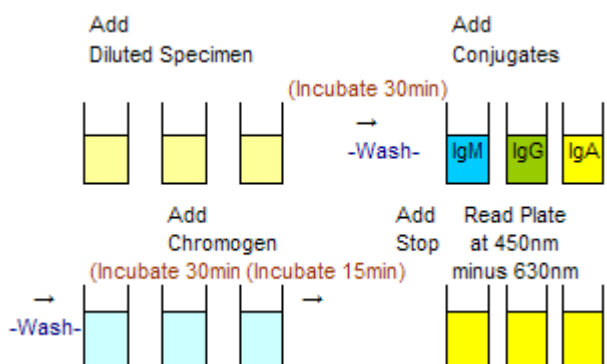 Add
Diluted Specimen
Add
Conjugates
(Incubate 30min)
→
-Wash-
IgM
IgG
IgA
Add
Chromogen
Add
Stop
Read Plate
at 450nm
minus 630nm
(Incubate 30min (Incubate 15min)
→
-Wash-
→